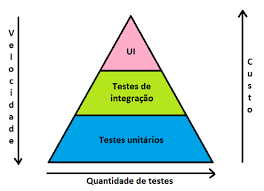 Velocidade
UI
Testes de
integração
Testes unitários
Custo
Quantidade de testes